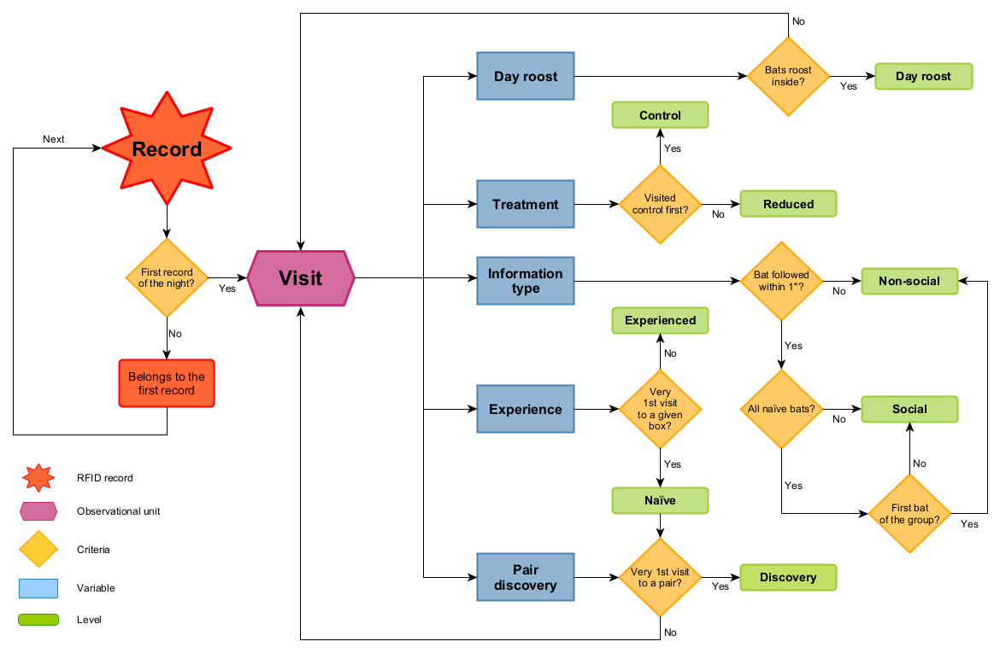 No
Day roost
Bats roost
inside?
Yes
Day roost
Control
Yes
Next
Record
Treatment
Visited
control first?
No
Reduced
First record
of the night?
Yes
Visit
Information
type
Bat followed
within 1"?
No
Non-social
No
Experienced
Yes
No
Belongs to the
first record
Experience
Very
1st visit
to a given
box?
All naïve bats?
No
Social
Yes
No
Yes
Naïve
First bat
of the group?
Yes
Pair
discovery
Very 1st visit
to a pair?
Yes
Discovery
No
RFID record
Observational unit
Criteria
Variable
Level